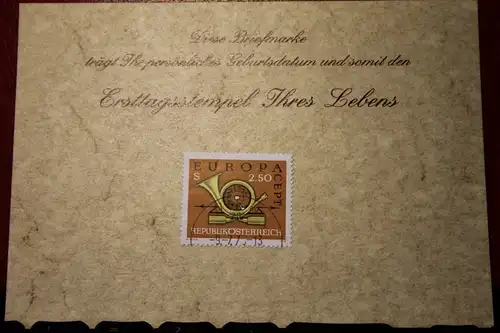 Diese Briefmarke
trägt Ihr persönliches Geburtsdatum und somit den
Ersttagsstempel Ihres Lebens
EUROPA
CEPT
S 2.50
REPUBLIK ÖSTERREICH